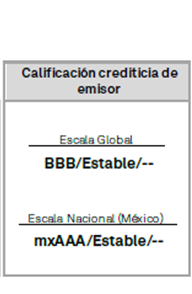 Calificación crediticia de
emisor
Escala Global
BBB/Estable/--
Escala Nacional (México)
mxAAA/Estable/--